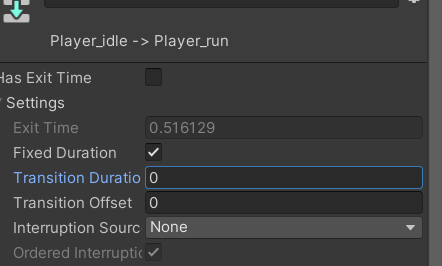 Player_idle -> Player_run
Has Exit Time
Settings
Exit Time 0.516129
Fixed Duration
Transition Duratio 0
Transition Offset 0
Interruption Sourc None
Ordered Interruptic